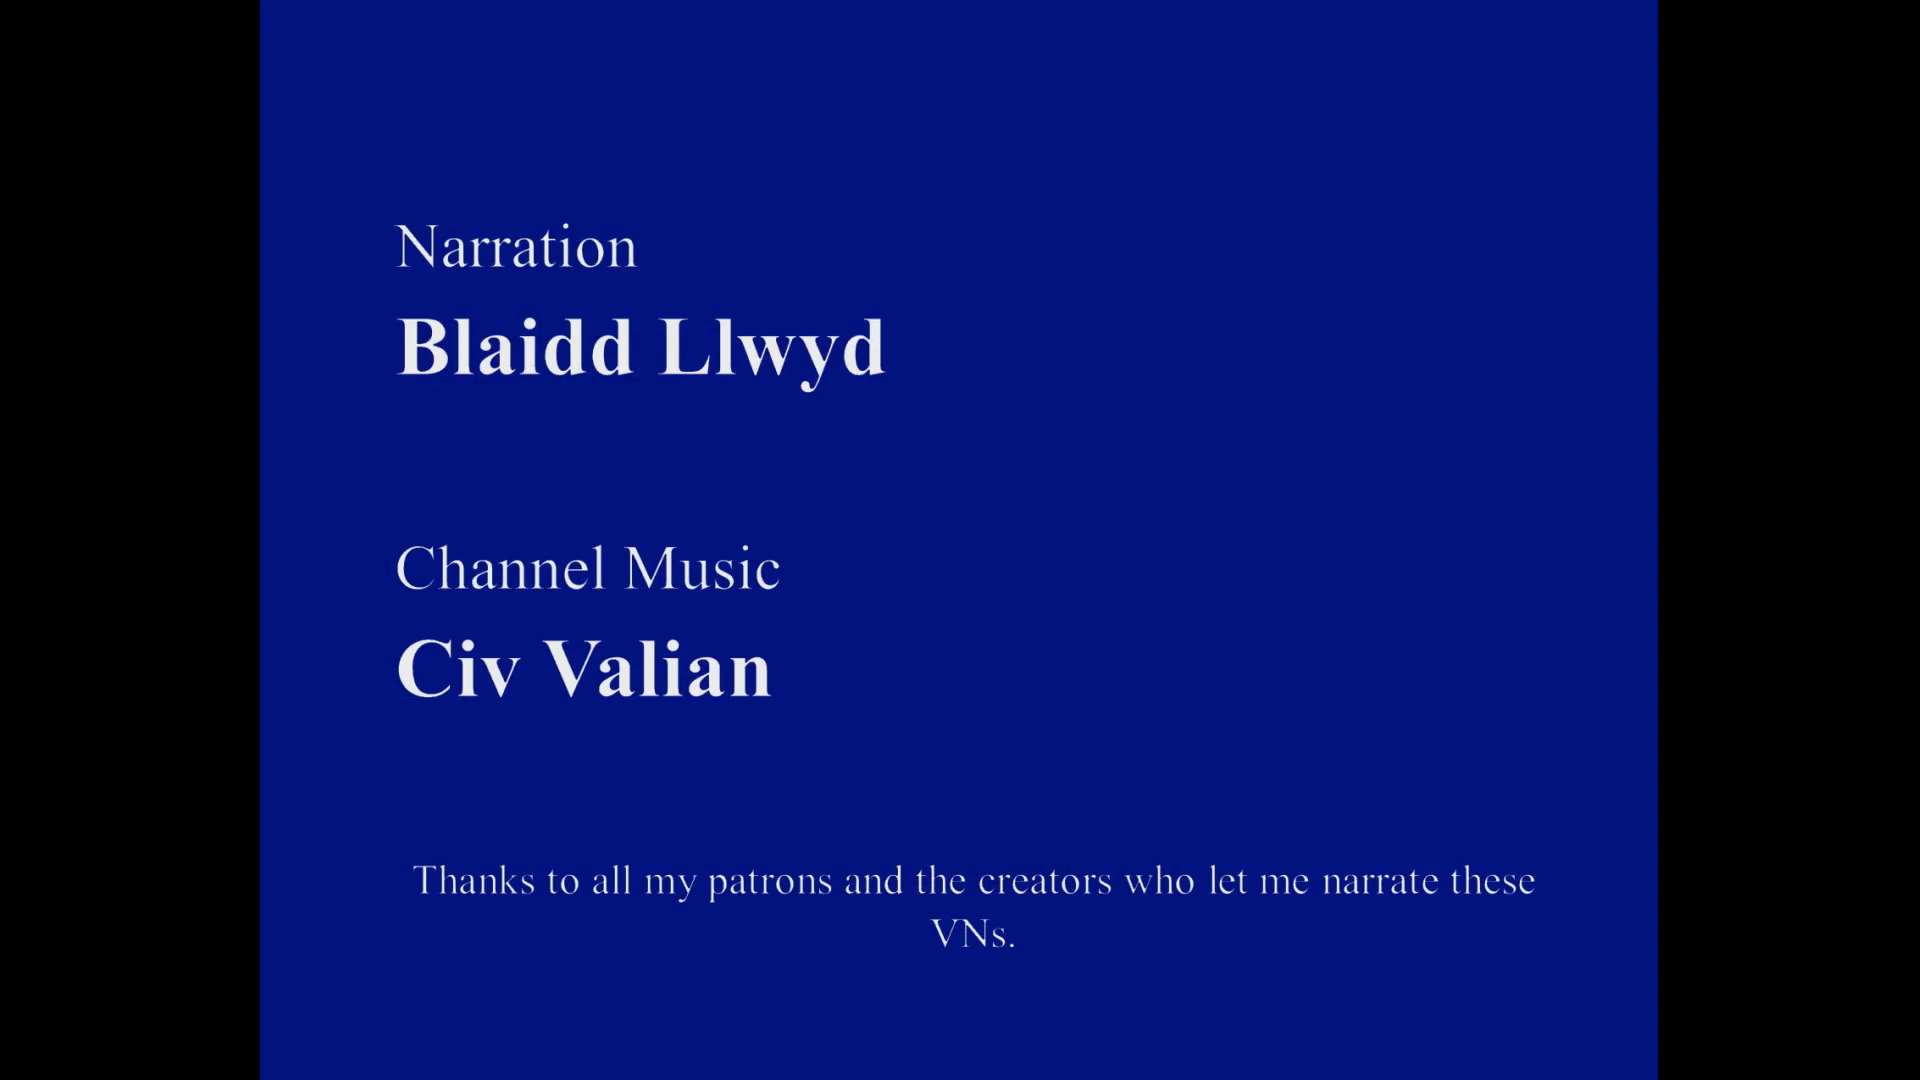 Narration
Blaidd Llwyd
Channel Music
Civ Valian
Thanks to all my patrons and the creators who let me narrate these
VNs.